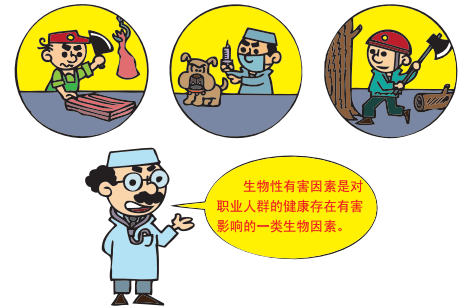 生物性有害因素是对
职业人群的健康存在有害
影响的一类生物因素。